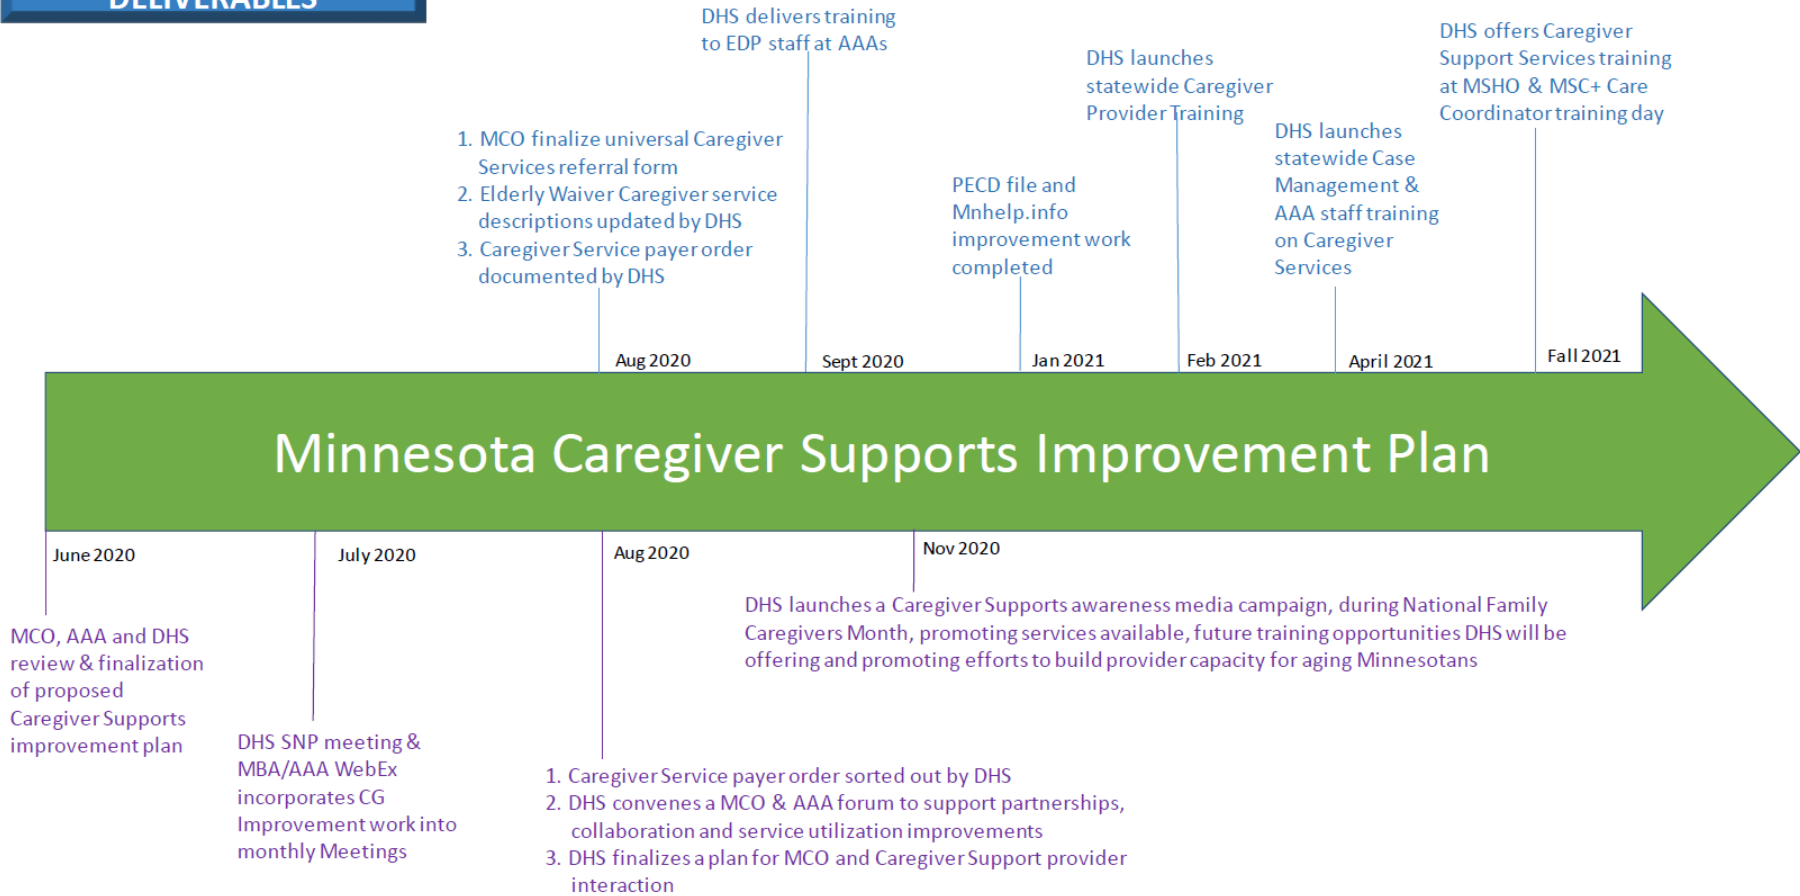 DELIVERABLES
DHS delivers training
to EDP staff at AAAs
DHS offers Caregiver
Support Services training
at MSHO & MSC+ Care
Coordinator training day
DHS launches
statewide Caregiver
Provider Training
DHS launches
statewide Case
Management &
AAA staff training
on Caregiver
Services
1. MCO finalize universal Caregiver
Services referral form
2. Elderly Waiver Caregiver service
descriptions updated by DHS
3. Caregiver Service payer order
documented by DHS
PECD file and
Mnhelp.info
improvement work
completed
Aug 2020
Sept 2020
Jan 2021
Feb 2021
April 2021
Fall 2021
Minnesota Caregiver Supports Improvement Plan
June 2020
July 2020
Aug 2020
Nov 2020
DHS launches a Caregiver Supports awareness media campaign, during National Family
Caregivers Month, promoting services available, future training opportunities DHS will be
offering and promoting efforts to build provider capacity for aging Minnesotans
MCO, AAA and DHS
review & finalization
of proposed
Caregiver Supports
improvement plan
DHS SNP meeting &
MBA/AAA WebEx
incorporates CG
Improvement work into
monthly Meetings
1. Caregiver Service payer order sorted out by DHS
2. DHS convenes a MCO & AAA forum to support partnerships,
collaboration and service utilization improvements
3. DHS finalizes a plan for MCO and Caregiver Support provider
interaction